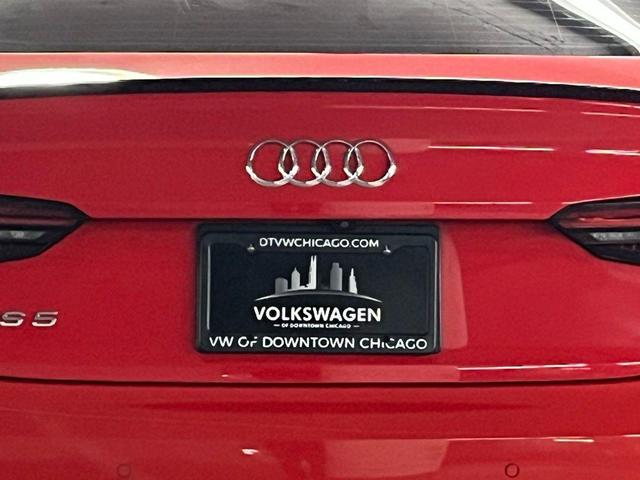 DTVWCHICAGO.COM
VOLKSWAGEN
OF DOWNTOWN CHICAGO
VW OF DOWNTOWN CHICAGO
S5